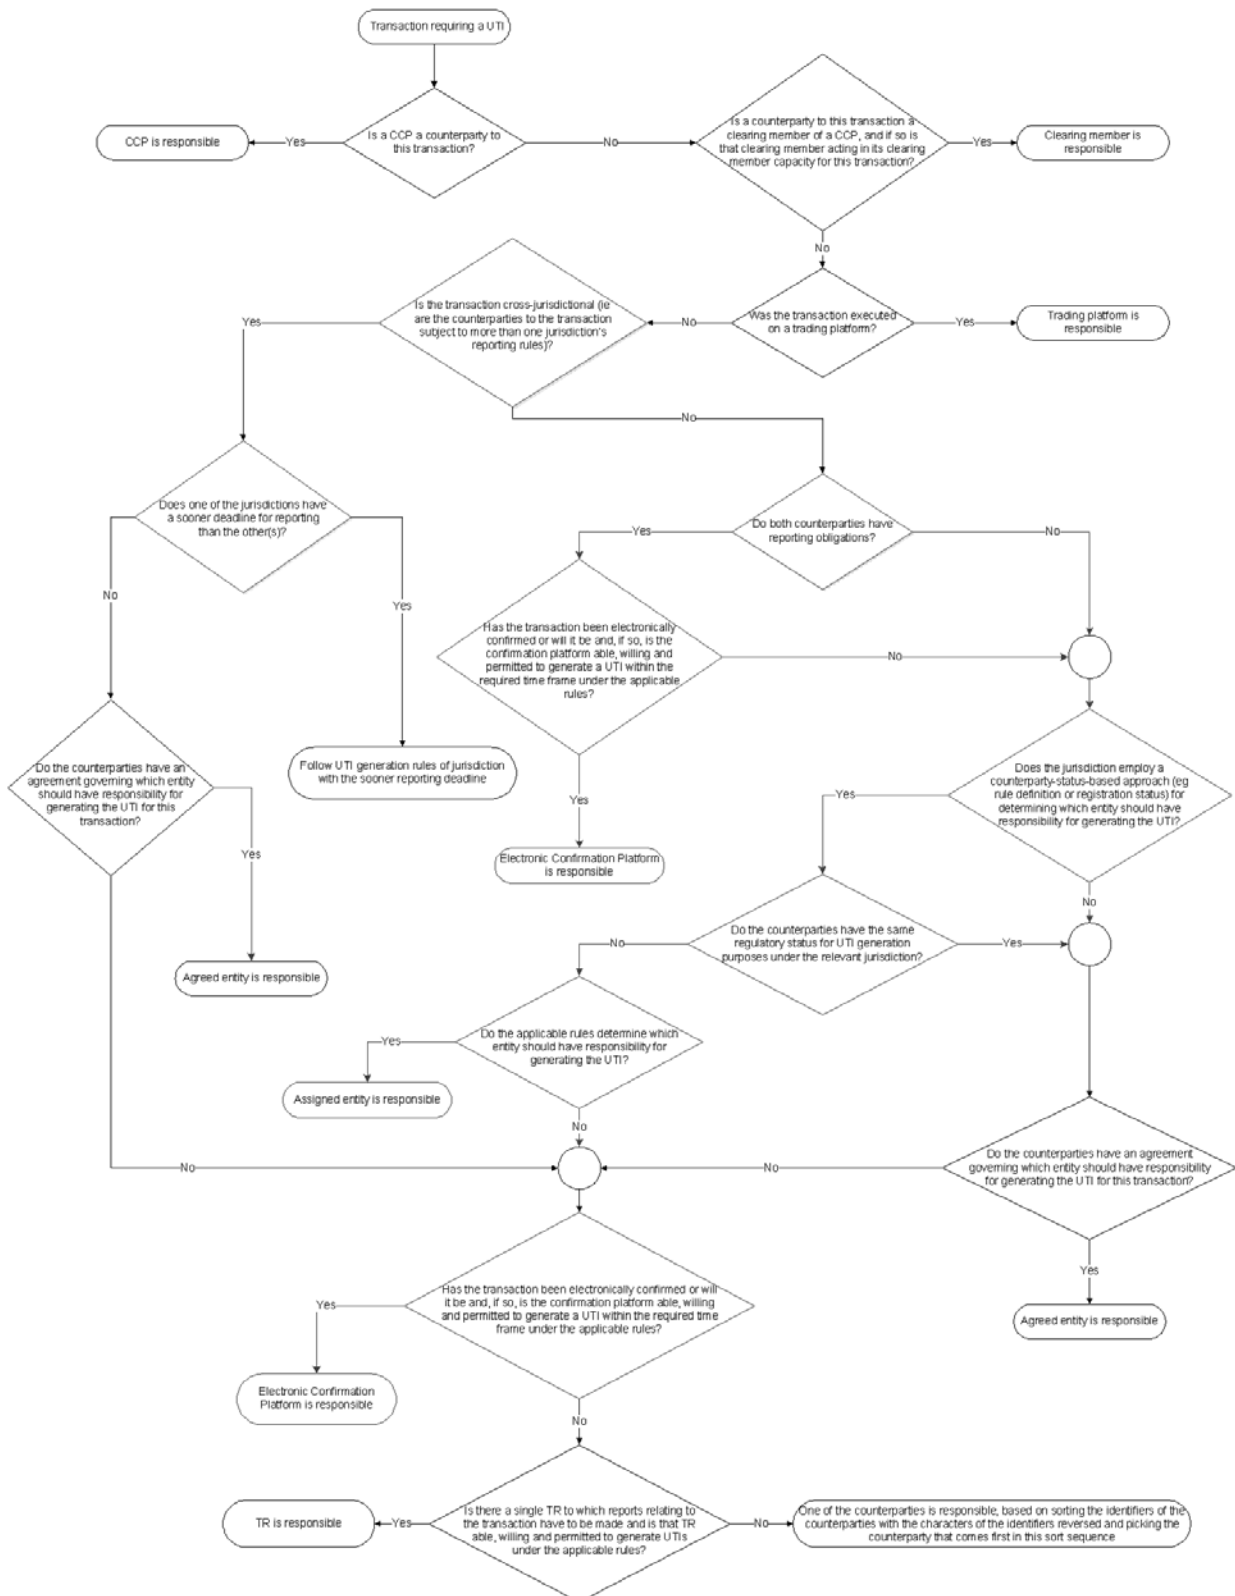 Transaction requiring a UTI
Is a CCP a counterparty to
this transaction?
Yes
CCP is responsible
No
Is a counterparty to this transaction a
clearing member of a CCP, and if so is
that clearing member acting in its clearing
member capacity for this transaction?
Yes
Clearing member is
responsible
No
Was the transaction executed
on a trading platform?
Yes
Trading platform is
responsible
No
Is the transaction cross-jurisdictional (ie
are the counterparties to the transaction
subject to more than one jurisdiction's
reporting rules)?
Yes
No
Does one of the jurisdictions have
a sooner deadline for reporting
than the other(s)?
No
Yes
Follow UTI generation rules of jurisdiction
with the sooner reporting deadline
Do both counterparties have
reporting obligations?
Yes
No
Has the transaction been electronically
confirmed or will it be and, if so, is the
confirmation platform able, willing and
permitted to generate a UTI within the
required time frame under the applicable
rules?
No
Yes
Electronic Confirmation Platform
is responsible
Do the counterparties have an
agreement governing which entity
should have responsibility for
generating the UTI for this
transaction?
Yes
Agreed entity is responsible
No
Does the jurisdiction employ a
counterparty-status-based approach (eg
rule definition or registration status) for
determining which entity should have
responsibility for generating the UTI?
Yes
No
Do the counterparties have the same
regulatory status for UTI generation
purposes under the relevant jurisdiction?
No
Yes
Do the applicable rules determine which
entity should have responsibility for
generating the UTI?
Yes
Assigned entity is responsible
No
Do the counterparties have an agreement
governing which entity should have responsibility
for generating the UTI for this transaction?
No
Yes
Agreed entity is responsible
Has the transaction been electronically confirmed or will
it be and, if so, is the confirmation platform able, willing
and permitted to generate a UTI within the required time
frame under the applicable rules?
Yes
Electronic Confirmation
Platform is responsible
No
Is there a single TR to which reports relating to
the transaction have to be made and is that TR
able, willing and permitted to generate UTIs
under the applicable rules?
Yes
TR is responsible
No
One of the counterparties is responsible, based on sorting the identifiers of the
counterparties with the characters of the identifiers reversed and picking the
counterparty that comes first in this sort sequence